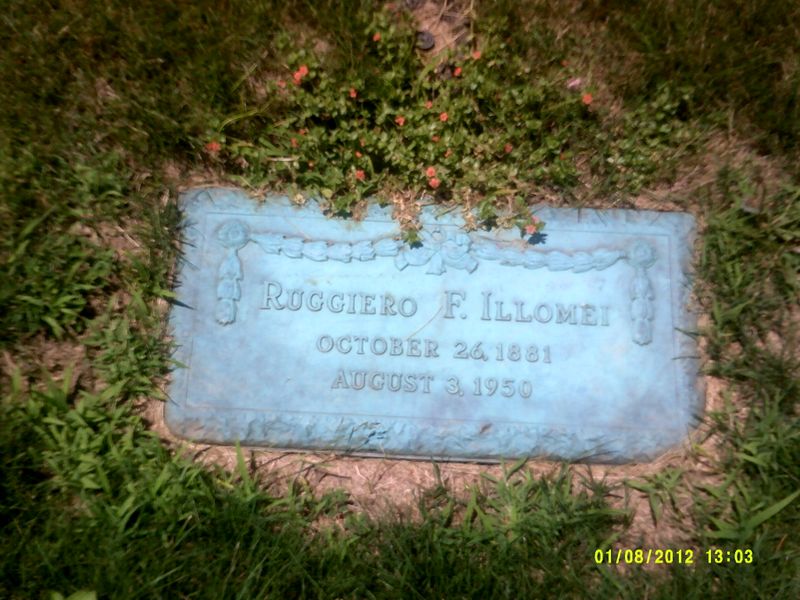 RUGGIERO F. ILLOMEI
OCTOBER 26, 1881
AUGUST 3, 1950
01/08/2012 13:03